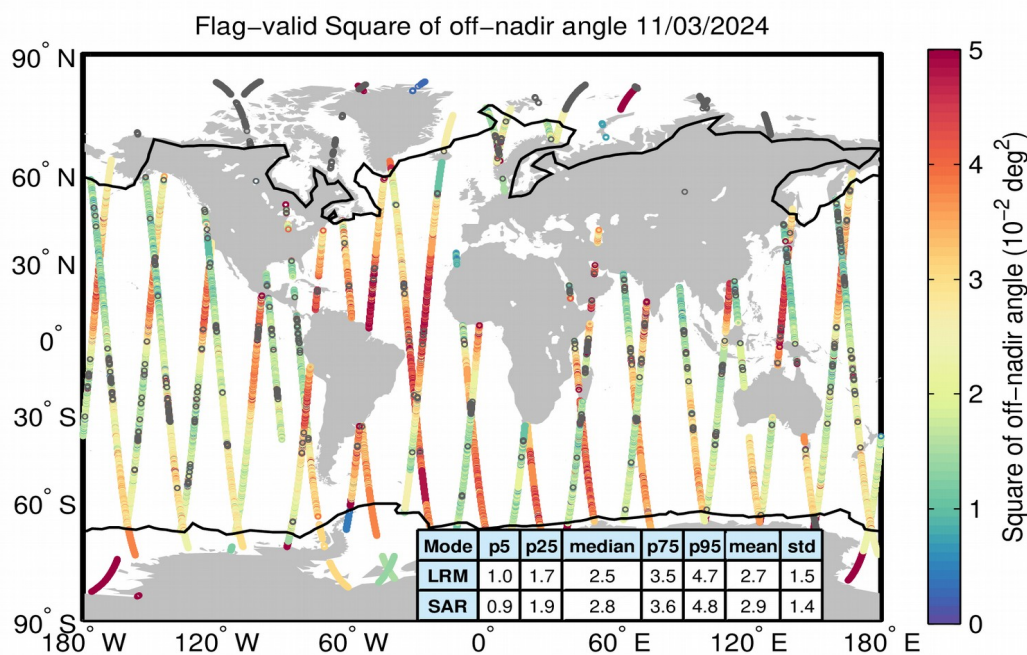 Flag−valid Square of off−nadir angle 11/03/2024
90° N
60° N
30° N
0°
30° S
60° S
90° S
180° W
120° W
60° W
0°
60° E
120° E
180° E
Mode p5 p25 median p75 p95 mean std
LRM 1.0 1.7 2.5 3.5 4.7 2.7 1.5
SAR 0.9 1.9 2.8 3.6 4.8 2.9 1.4
5
4
3
2
1
0
Square of off−nadir angle (10⁻² deg²)